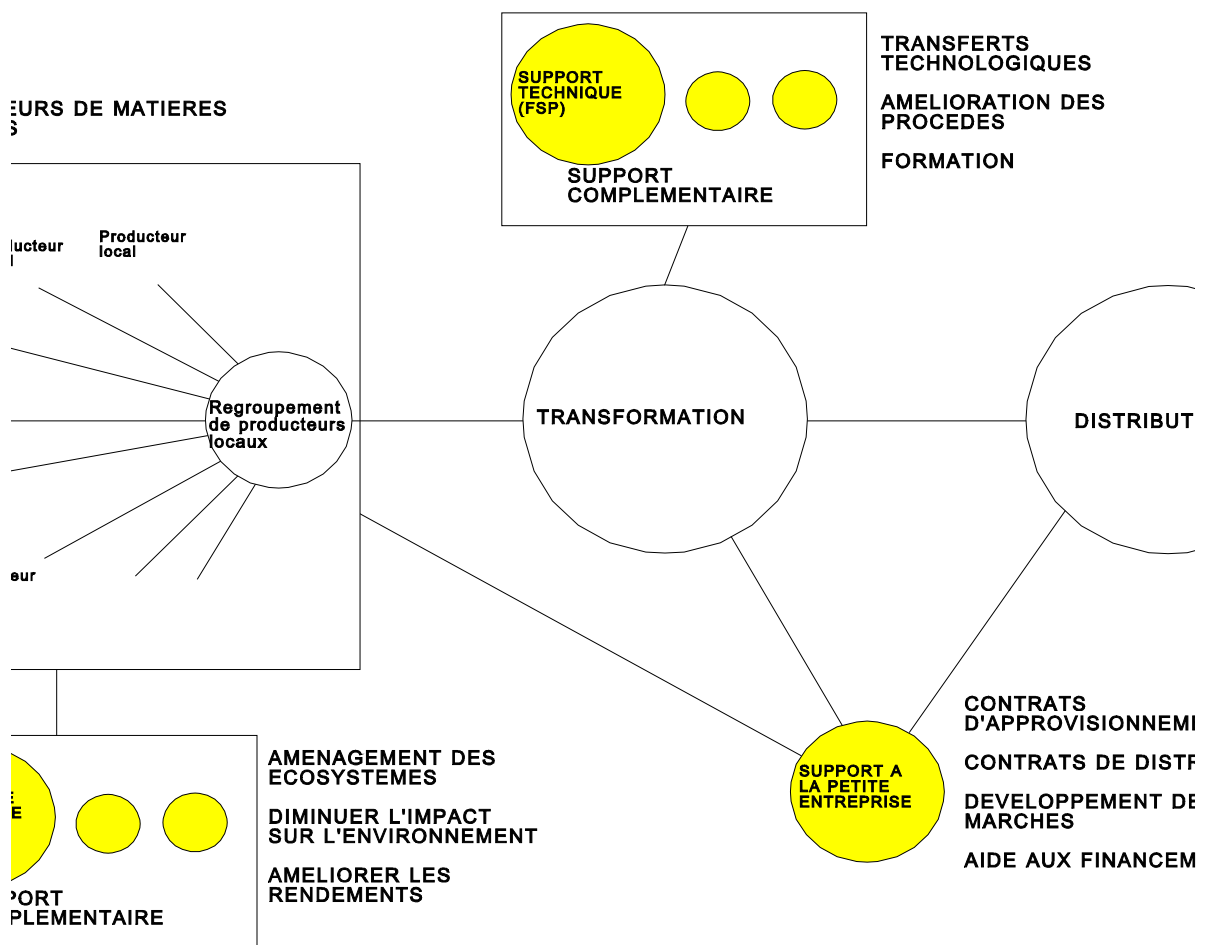 SUPPORT
TECHNIQUE
(FSP)
SUPPORT
COMPLEMENTAIRE
TRANSFERTS
TECHNOLOGIQUES
AMELIORATION DES
PROCEDES
FORMATION
EURS DE MATIERES
S
ucteur
l
Producteur
local
Regroupement
de producteurs
locaux
eur
TRANSFORMATION
DISTRIBUT
E
E
PORT
PLEMENTAIRE
AMENAGEMENT DES
ECOSYSTEMES
DIMINUER L'IMPACT
SUR L'ENVIRONNEMENT
AMELIORER LES
RENDEMENTS
SUPPORT A
LA PETITE
ENTREPRISE
CONTRATS
D'APPROVISIONNEM
CONTRATS DE DIST
DEVELOPPEMENT DE
MARCHES
AIDE AUX FINANCEM